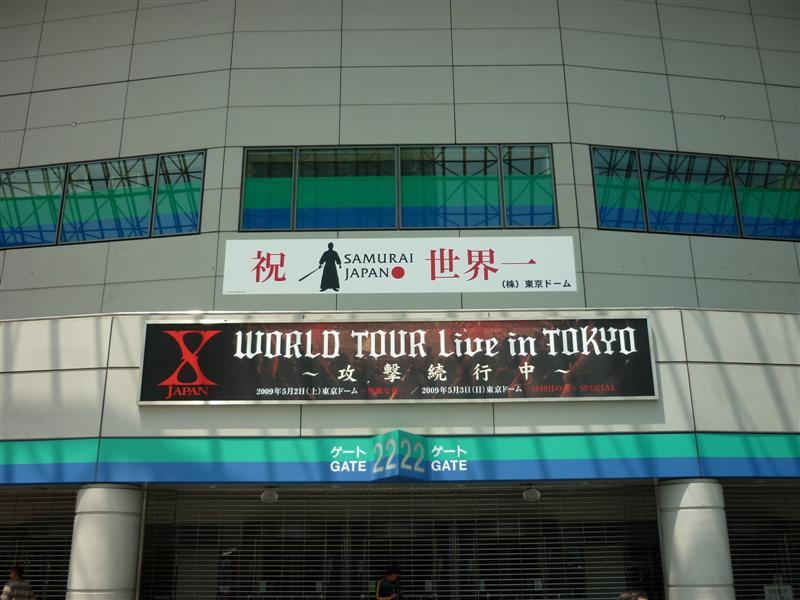 祝 SAMURAI JAPAN 世界一
(株)東京ドーム
X JAPAN
WORLD TOUR Live in TOKYO
~攻撃続行中~
2009年5月2日(土)東京ドーム / 2009年5月3日(日)東京ドーム SPECIAL
ゲート GATE 22 22 ゲート GATE